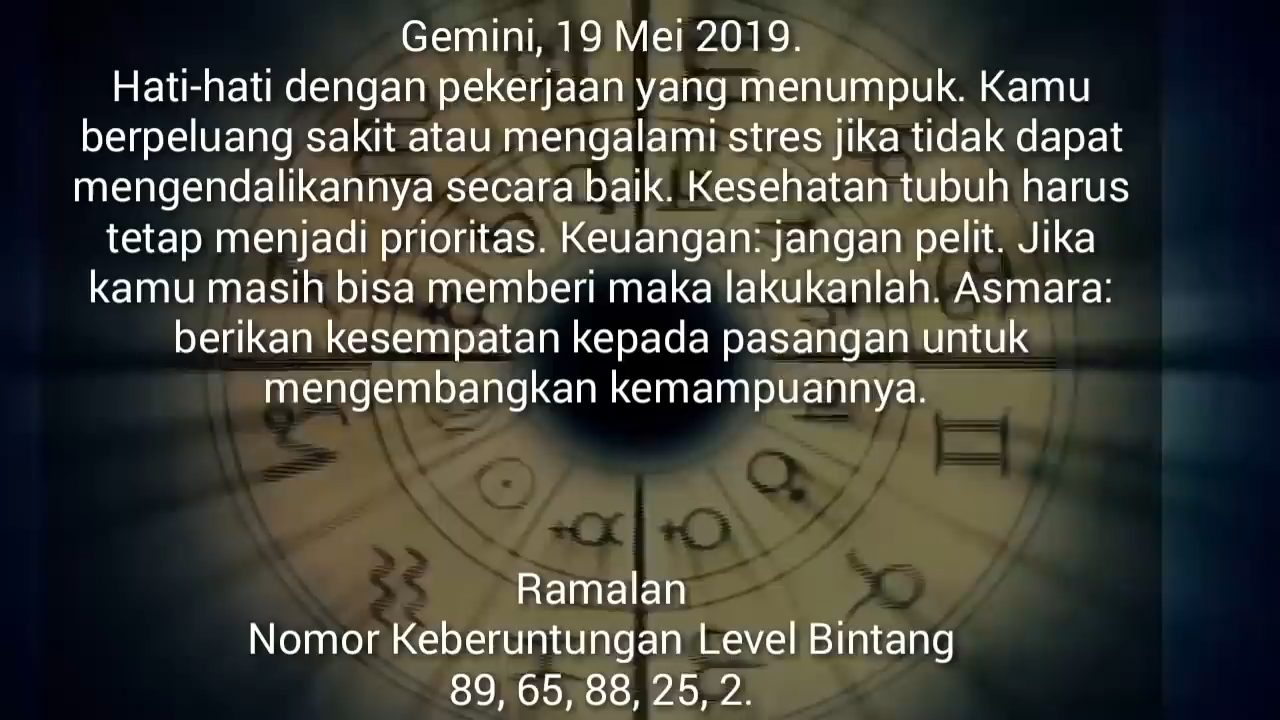 Gemini, 19 Mei 2019.
Hati-hati dengan pekerjaan yang menumpuk. Kamu
berpeluang sakit atau mengalami stres jika tidak dapat
mengendalikannya secara baik. Kesehatan tubuh harus
tetap menjadi prioritas. Keuangan: jangan pelit. Jika
kamu masih bisa memberi maka lakukanlah. Asmara:
berikan kesempatan kepada pasangan untuk
mengembangkan kemampuannya.
Ramalan
Nomor Keberuntungan Level Bintang
89, 65, 88, 25, 2.